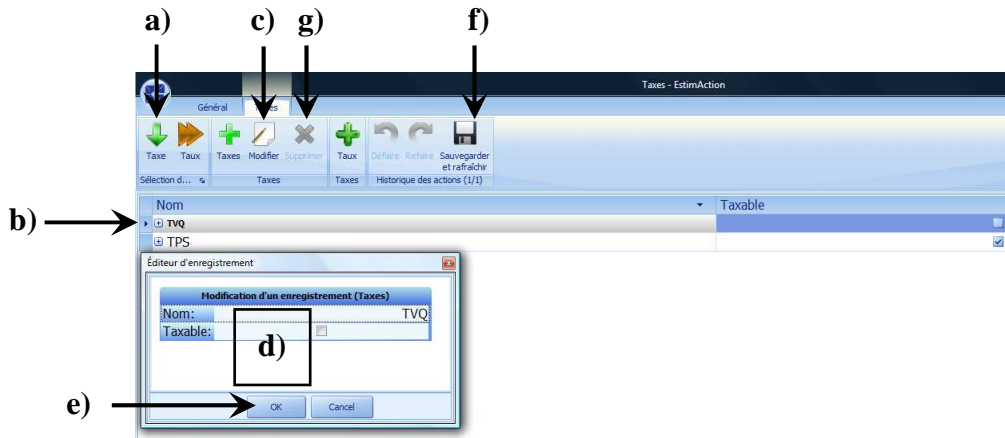 a) c) g) f)
Taxes - EstimAction
Général Taxes
Taxe Taux Taxes Modifier Supprimer Taux Défaire Refaire Sauvegarder
et rafraîchir
Sélection d... Taxes Taxes Historique des actions (1/1)
Nom Taxable
b) TVQ
TPS
Éditeur d'enregistrement
Modification d'un enregistrement (Taxes)
Nom: TVQ
Taxable:
d)
e) OK Cancel